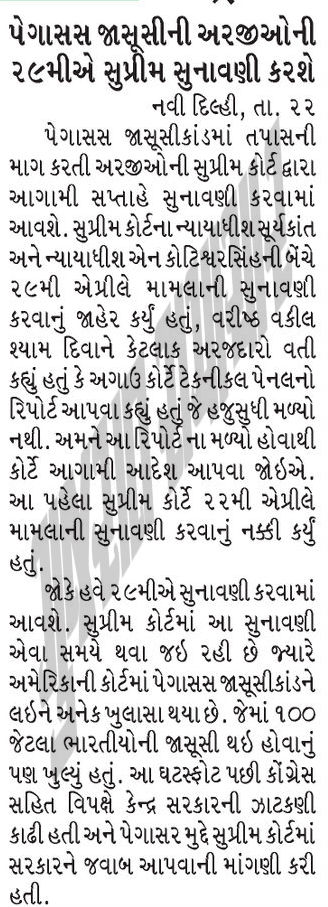 પેગાસસ જાસૂસીની અરજીઓની
૨૯મીએ સુપ્રીમ સુનાવણી કરશે
નવી દિલ્હી, તા. ૨૨
પેગાસસ જાસૂસીકાંડમાં તપાસની
માગ કરતી અરજીઓની સુપ્રીમ કોર્ટ દ્વારા
આગામી સપ્તાહે સુનાવણી કરવામાં
આવશે. સુપ્રીમ કોર્ટના ન્યાયાધીશ સૂર્યકાંત
અને ન્યાયાધીશ એન કોટિશ્વરસિંહની બેંચે
૨૯મી એપ્રીલે મામલાની સુનાવણી
કરવાનું જાહેર કર્યું હતું, વરીષ્ઠ વકીલ
શ્યામ દિવાને કેટલાક અરજદારો વતી
કહ્યું હતું કે અગાઉ કોર્ટે ટેકનીકલ પેનલનો
રિપોર્ટ આપવા કહ્યું હતું જે હજુસુધી મળ્યો
નથી. અમને આ રિપોર્ટ ના મળ્યો હોવાથી
કોર્ટે આગામી આદેશ આપવા જોઇએ.
આ પહેલા સુપ્રીમ કોર્ટે ૨૨મી એપ્રીલે
મામલાની સુનાવણી કરવાનું નક્કી કર્યું
હતું.
જોકે હવે ૨૯મીએ સુનાવણી કરવામાં
આવશે. સુપ્રીમ કોર્ટમાં આ સુનાવણી
એવા સમયે થવા જઇ રહી છે જ્યારે
અમેરિકાની કોર્ટમાં પેગાસસ જાસૂસીકાંડને
લઇને અનેક ખુલાસા થયા છે. જેમાં ૧૦૦
જેટલા ભારતીયોની જાસૂસી થઇ હોવાનું
પણ ખુલ્યું હતું. આ ઘટસ્ફોટ પછી કોંગ્રેસ
સહિત વિપક્ષે કેન્દ્ર સરકારની ઝાટકણી
કાઢી હતી અને પેગાસર મુદ્દે સુપ્રીમ કોર્ટમાં
સરકારને જવાબ આપવાની માંગણી કરી
હતી.